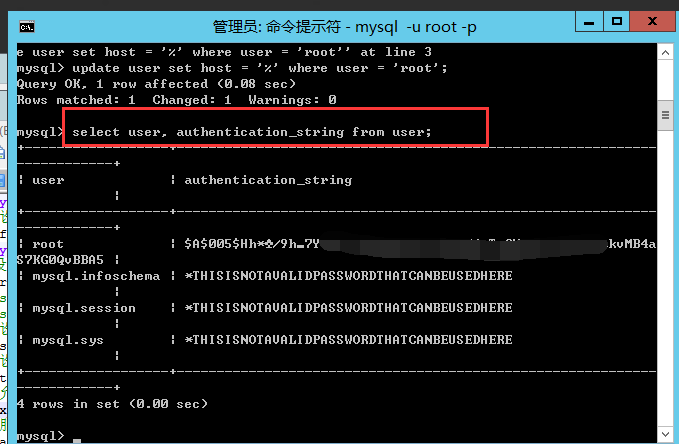 管理员: 命令提示符 - mysql  -u root -p
e user set host = '%' where user = 'root'' at line 3
mysql> update user set host = '%' where user = 'root';
Query OK, 1 row affected (0.08 sec)
Rows matched: 1  Changed: 1  Warnings: 0
mysql> select user, authentication_string from user;
+------------------+------------------------------------------------------------
------------+
| user             | authentication_string
            |
+------------------+------------------------------------------------------------
------------+
| root             | $A$005$Hh*
kvMB4a
S7KG0QvBBA5 |
| mysql.infoschema | *THISISNOTAVALIDPASSWORDTHATCANBEUSEDHERE
            |
| mysql.session    | *THISISNOTAVALIDPASSWORDTHATCANBEUSEDHERE
            |
| mysql.sys        | *THISISNOTAVALIDPASSWORDTHATCANBEUSEDHERE
            |
+------------------+------------------------------------------------------------
------------+
4 rows in set (0.00 sec)
mysql>